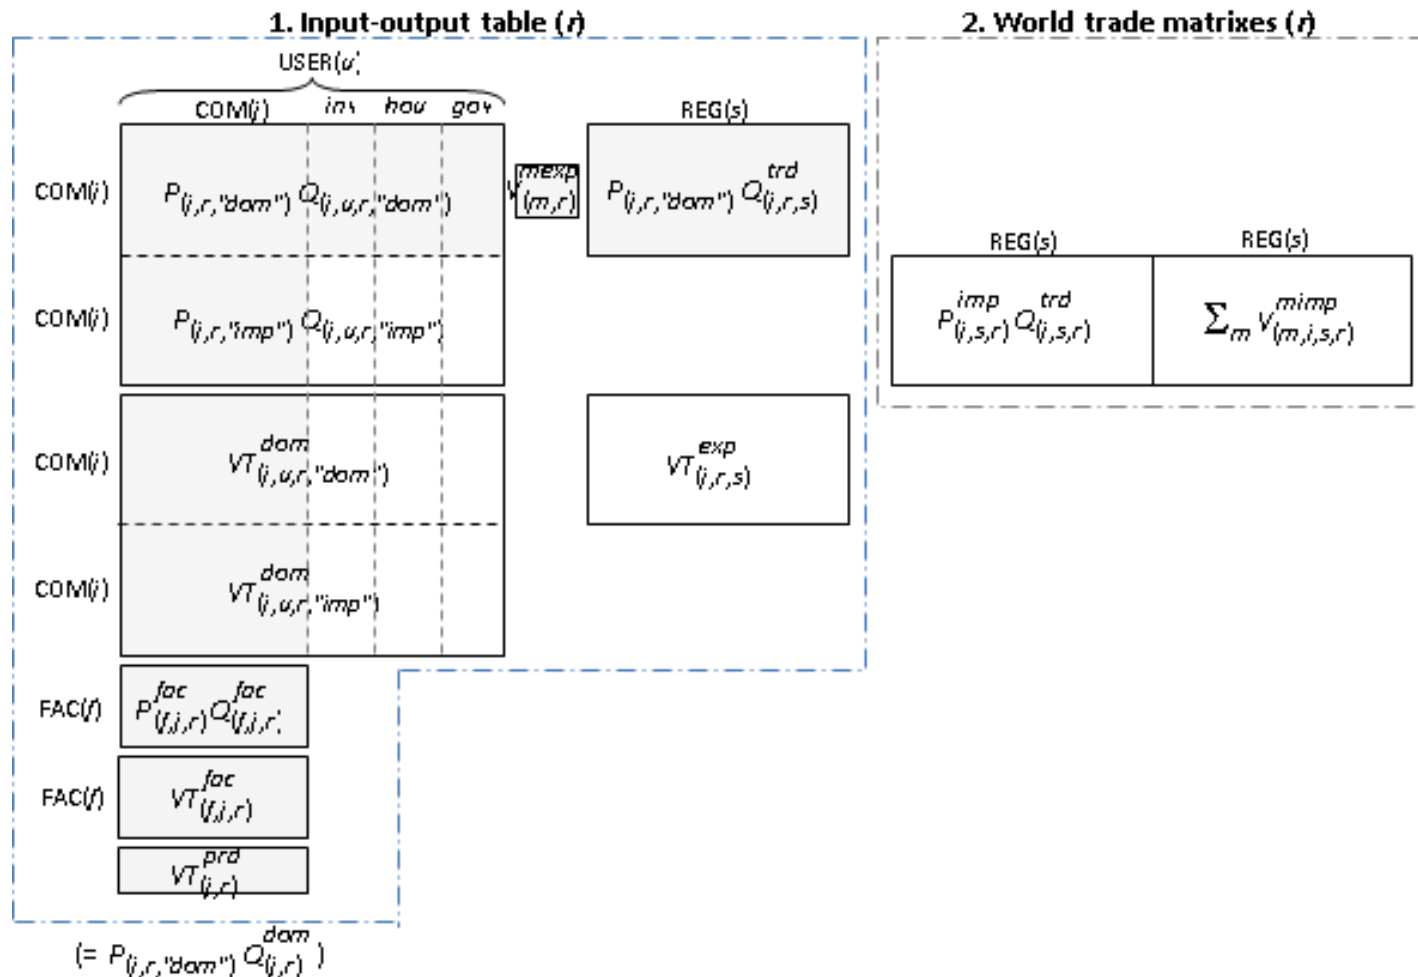 1. Input-output table (r)
2. World trade matrixes (r)
USER(u)
COM(j) inv hou gov
REG(s)
COM(i) P(i,r,"dom") Q(i,u,r,"dom")
V(m,r)^mexp
P(i,r,"dom") Q(i,r,s)^trd
COM(i) P(i,r,"imp") Q(i,u,r,"imp")
REG(s) REG(s)
P(i,s,r)^imp Q(i,s,r)^trd
∑m V(m,i,s,r)^mimp
COM(i) VT(i,u,r,"dom")^dom
VT(i,r,s)^exp
COM(i) VT(i,u,r,"imp")^dom
FAC(f) P(f,j,r)^fac Q(f,j,r)^fac
FAC(f) VT(f,j,r)^fac
VT(j,r)^prd
(= P(j,r,"dom") Q(j,r)^dom )